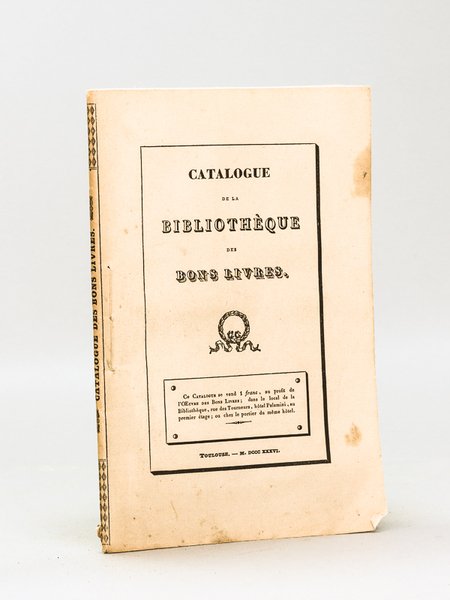 CATALOGUE
DE LA
BIBLIOTHÈQUE
DES
BONS LIVRES.
Ce CATALOGUE se vend 1 franc, au profit de
l'OEUVRE DES BONS LIVRES; dans le local de la
Bibliothèque, rue des Tourneurs, hôtel Palaminy, au
premier étage; ou chez le portier du même hôtel.
TOULOUSE. — M. DCCC XXXVI.
CATALOGUE DES BONS LIVRES.